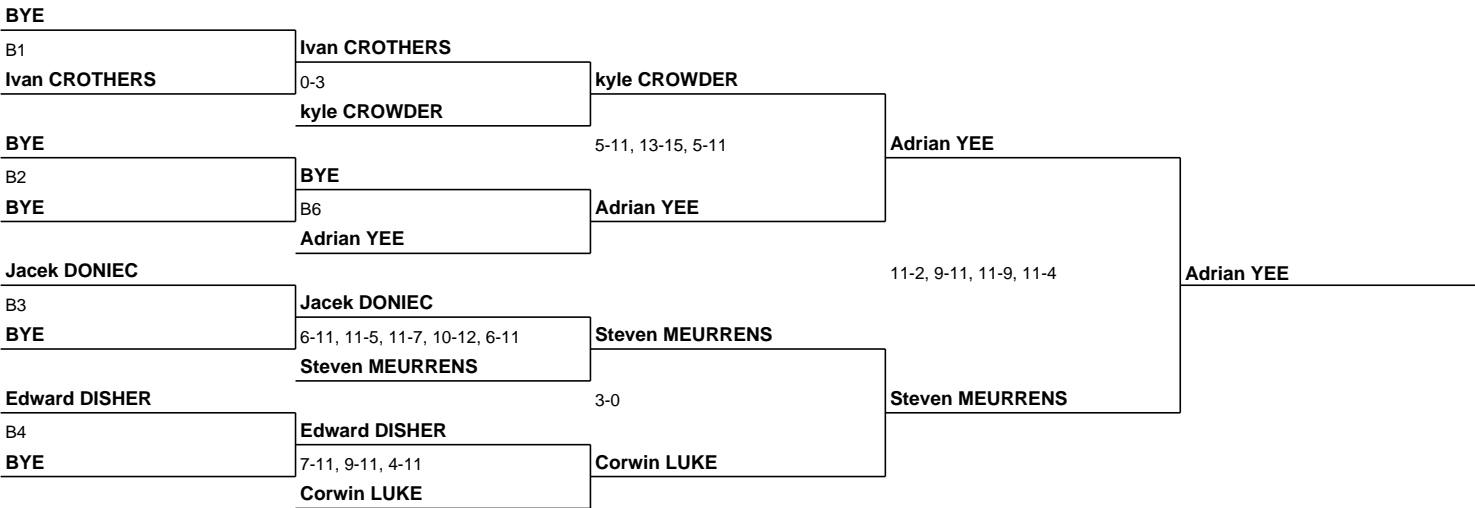 BYE
B1
Ivan CROTHERS
Ivan CROTHERS
0-3
kyle CROWDER
kyle CROWDER
BYE
B2
BYE
BYE
B6
Adrian YEE
5-11, 13-15, 5-11
Adrian YEE
Adrian YEE
Jacek DONIEC
B3
BYE
Jacek DONIEC
6-11, 11-5, 11-7, 10-12, 6-11
Steven MEURRENS
Steven MEURRENS
Edward DISHER
B4
BYE
Edward DISHER
7-11, 9-11, 4-11
Corwin LUKE
3-0
Corwin LUKE
Steven MEURRENS
11-2, 9-11, 11-9, 11-4
Adrian YEE